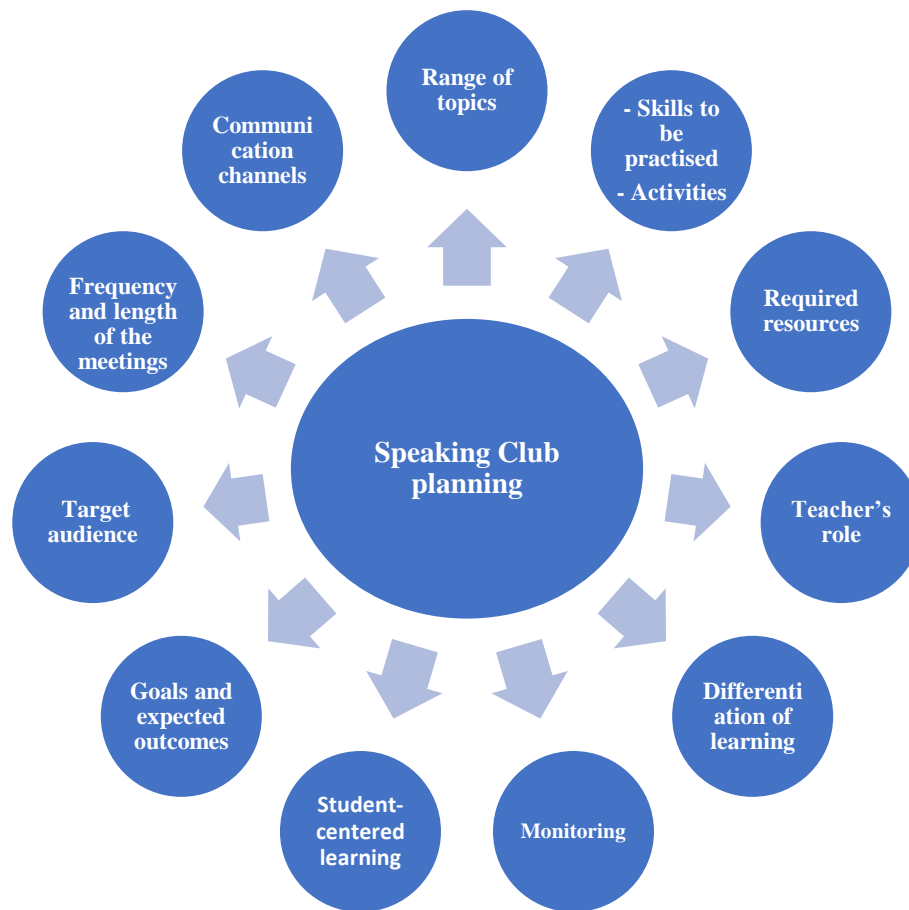 Range of
topics
- Skills to
be
practised
- Activities
Required
resources
Teacher’s
role
Differenti
ation of
learning
Monitoring
Student-
centered
learning
Goals and
expected
outcomes
Target
audience
Frequency
and length
of the
meetings
Communi
cation
channels
Speaking Club
planning